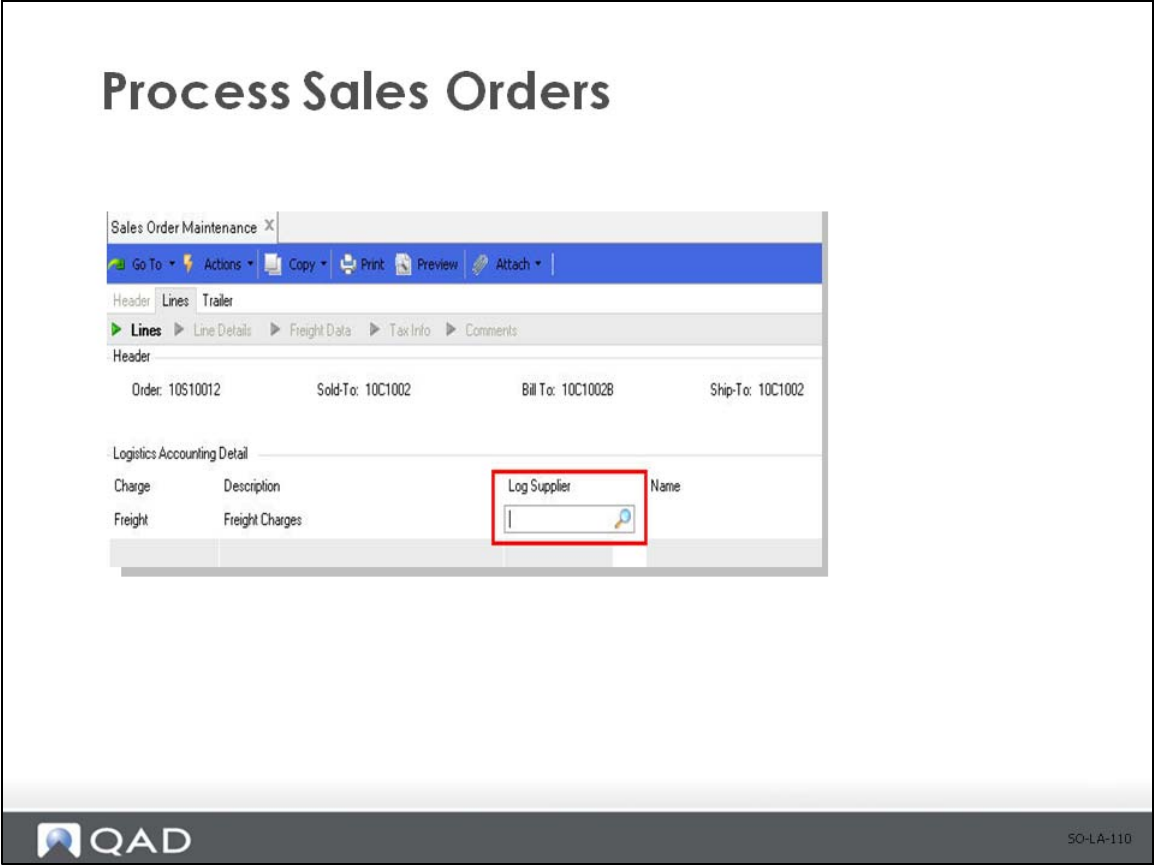 Process Sales Orders
Sales Order Maintenance X
Go To Actions Copy Print Preview Attach
Header Lines Trailer
Lines Line Details Freight Data Tax Info Comments
Header
Order: 10S10012 Sold-To: 10C1002 Bill To: 10C1002B Ship-To: 10C1002
Logistics Accounting Detail
Charge Description Log Supplier Name
Freight Freight Charges
QAD
SO-LA-110